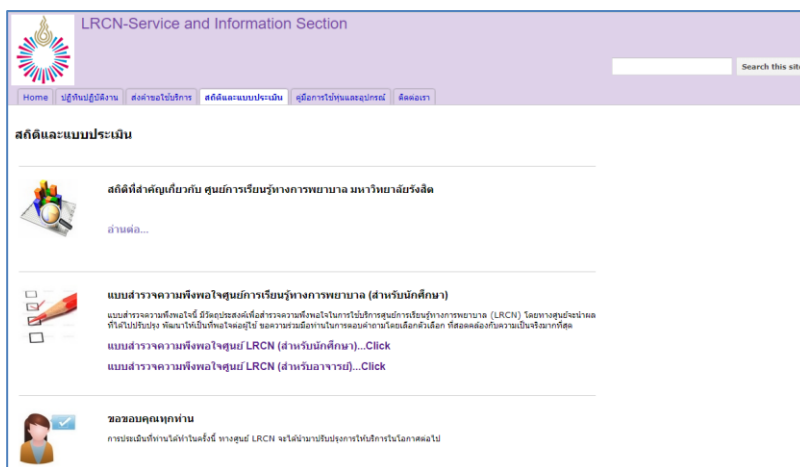 LRCN-Service and Information Section
Search this site
Home ปฏิทินปฏิบัติงาน ส่งคำขอใช้บริการ สถิติและแบบประเมิน คู่มือการใช้หุ่นและอุปกรณ์ ติดต่อเรา
สถิติและแบบประเมิน
สถิติที่สำคัญเกี่ยวกับ ศูนย์การเรียนรู้ทางการพยาบาล มหาวิทยาลัยรังสิต
อ่านต่อ...
แบบสำรวจความพึงพอใจศูนย์การเรียนรู้ทางการพยาบาล (สำหรับนักศึกษา)
แบบสำรวจความพึงพอใจนี้ มีวัตถุประสงค์เพื่อสำรวจความพึงพอใจในการใช้บริการศูนย์การเรียนรู้ทางการพยาบาล (LRCN) โดยทางศูนย์จะนำผล
ที่ได้ไปปรับปรุง พัฒนาให้เป็นที่พอใจต่อผู้ใช้ ขอความร่วมมือท่านในการตอบคำถามโดยเลือกตัวเลือก ที่สอดคล้องกับความเป็นจริงมากที่สุด
แบบสำรวจความพึงพอใจศูนย์ LRCN (สำหรับนักศึกษา)...Click
แบบสำรวจความพึงพอใจศูนย์ LRCN (สำหรับอาจารย์)...Click
ขอขอบคุณทุกท่าน
การประเมินที่ท่านได้ทำในครั้งนี้ ทางศูนย์ LRCN จะได้นำมาปรับปรุงการให้บริการในโอกาสต่อไป